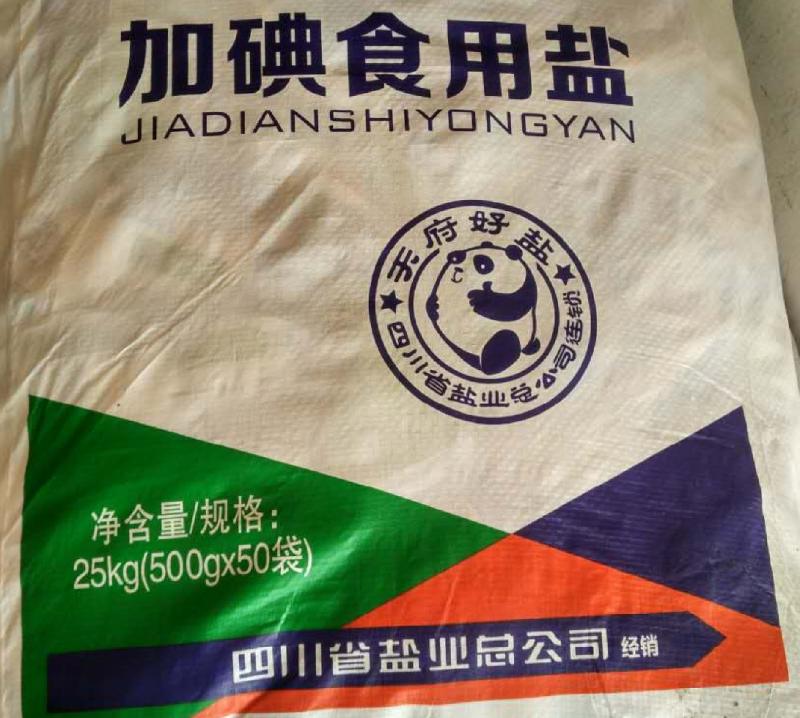 加碘食用盐
JIADIANSHIYONGYAN
天府好盐
四川省盐业总公司连锁
净含量/规格:
25kg(500gx50袋)
四川省盐业总公司 经销